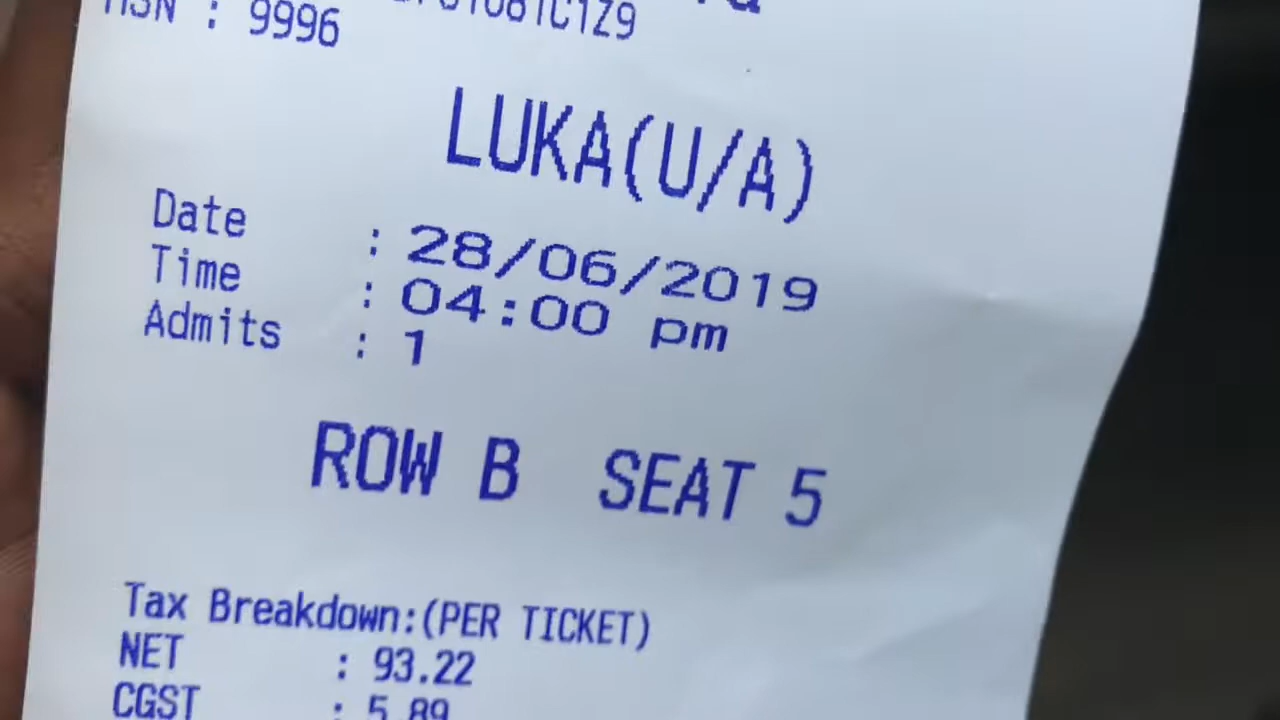 HSN : 9996
LUKA(U/A)
Date : 28/06/2019
Time : 04:00 pm
Admits : 1
ROW B SEAT 5
Tax Breakdown:(PER TICKET)
NET : 93.22
CGST : 5.89